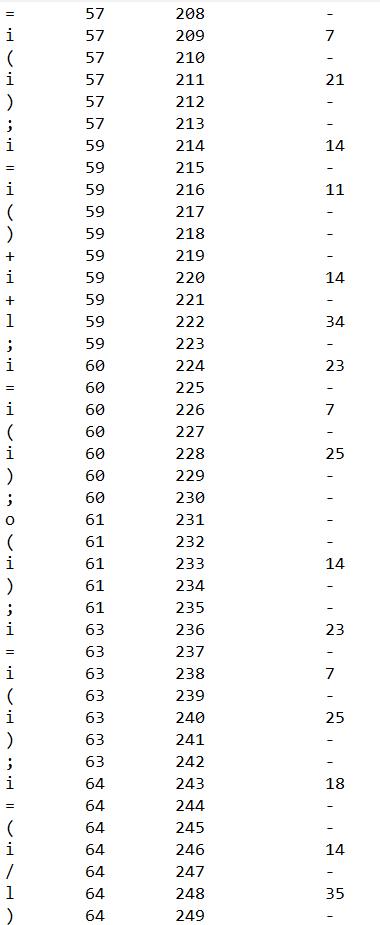 = 57 208 -
i 57 209 7
( 57 210 -
i 57 211 21
) 57 212 -
; 57 213 -
i 59 214 14
= 59 215 -
i 59 216 11
( 59 217 -
) 59 218 -
+ 59 219 -
i 59 220 14
+ 59 221 -
l 59 222 34
; 59 223 -
i 60 224 23
= 60 225 -
i 60 226 7
( 60 227 -
i 60 228 25
) 60 229 -
; 60 230 -
o 61 231 -
( 61 232 -
i 61 233 14
) 61 234 -
; 61 235 -
i 63 236 23
= 63 237 -
i 63 238 7
( 63 239 -
i 63 240 25
) 63 241 -
; 63 242 -
i 64 243 18
= 64 244 -
( 64 245 -
i 64 246 14
/ 64 247 -
l 64 248 35
) 64 249 -